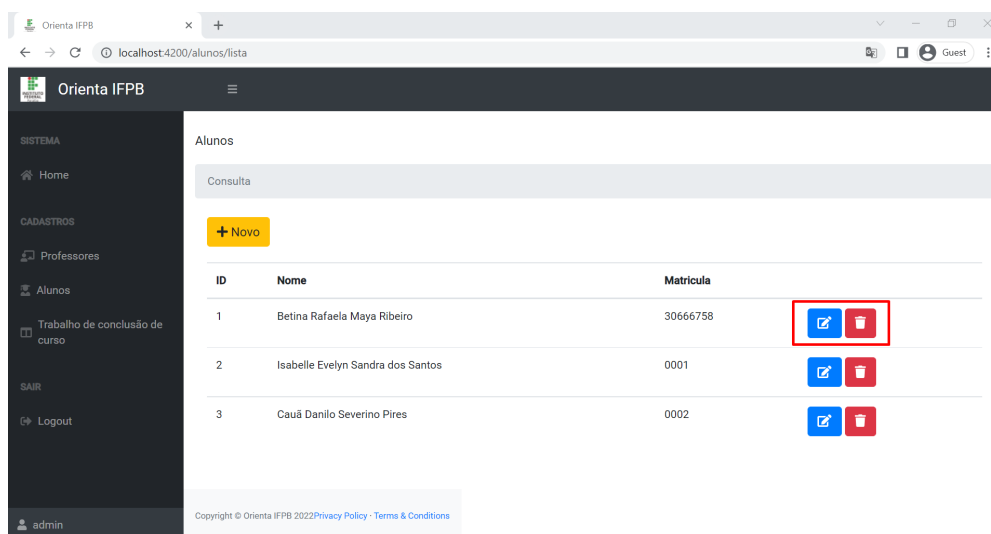 Orienta IFPB
localhost:4200/alunos/lista
Guest
Orienta IFPB
SISTEMA
Home
CADASTROS
Professores
Alunos
Trabalho de conclusão de
curso
SAIR
Logout
admin
Alunos
Consulta
Novo
ID Nome Matricula
1 Betina Rafaela Maya Ribeiro 30666758
2 Isabelle Evelyn Sandra dos Santos 0001
3 Cauã Danilo Severino Pires 0002
Copyright © Orienta IFPB 2022Privacy Policy · Terms & Conditions